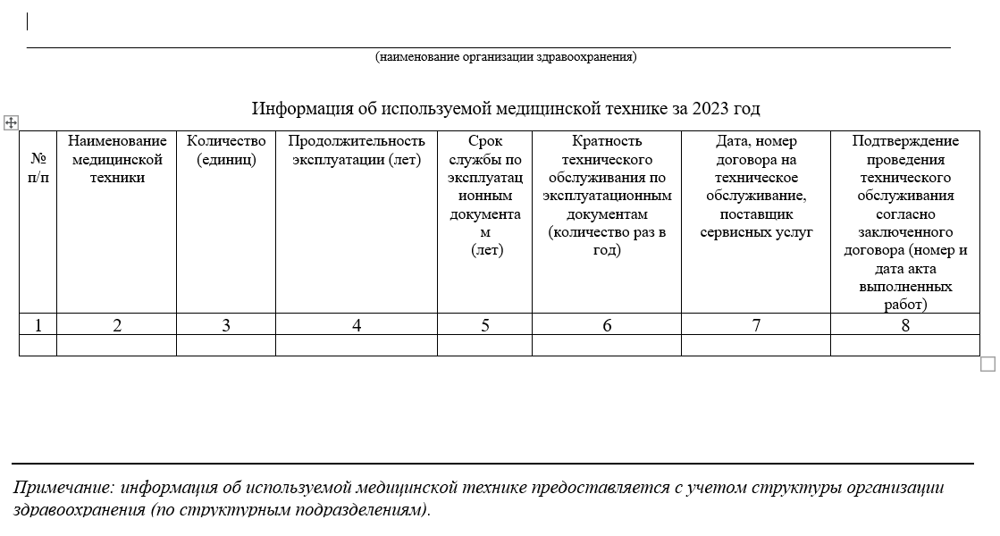 (наименование организации здравоохранения)
Информация об используемой медицинской технике за 2023 год
№
п/п
Наименование
медицинской
техники
Количество
(единиц)
Продолжительность
эксплуатации (лет)
Срок
службы по
эксплуатац
ионным
документа
м
(лет)
Кратность
технического
обслуживания по
эксплуатационным
документам
(количество раз в
год)
Дата, номер
договора на
техническое
обслуживание,
поставщик
сервисных услуг
Подтверждение
проведения
технического
обслуживания
согласно
заключенного
договора (номер и
дата акта
выполненных
работ)
1 2 3 4 5 6 7 8
Примечание: информация об используемой медицинской технике предоставляется с учетом структуры организации
здравоохранения (по структурным подразделениям).